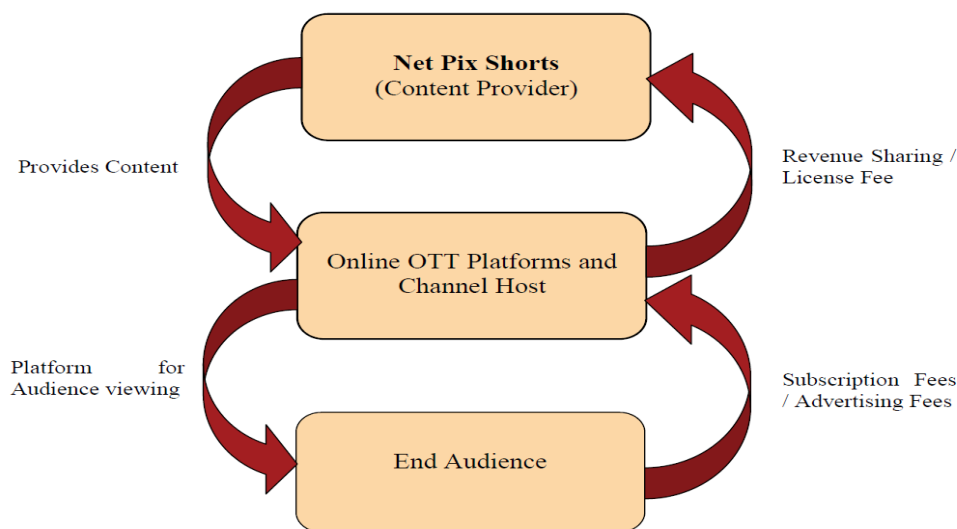 Net Pix Shorts
(Content Provider)
Provides Content
Revenue Sharing /
License Fee
Online OTT Platforms and
Channel Host
Platform for
Audience viewing
Subscription Fees
/ Advertising Fees
End Audience